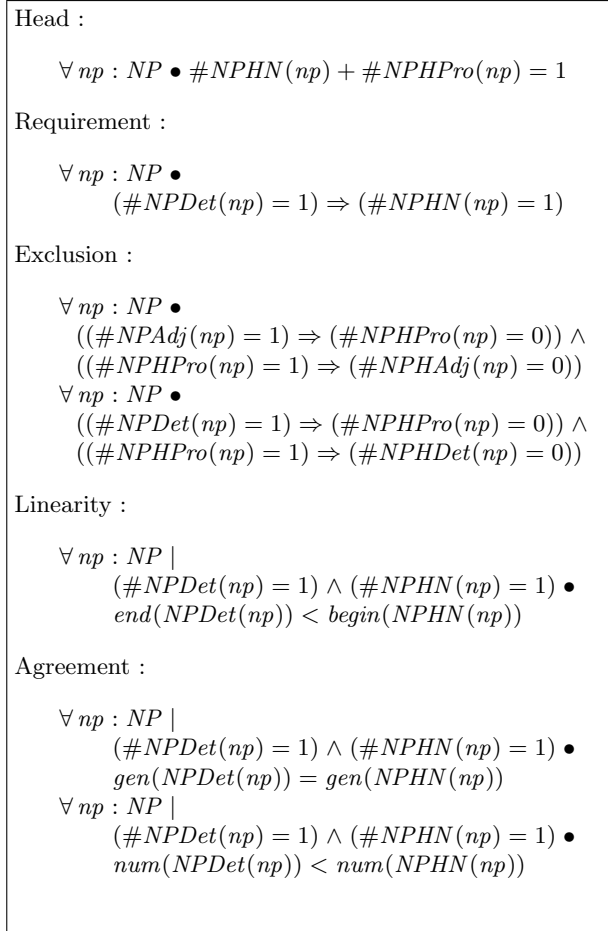 Head :
∀ np : NP • #NPHN(np) + #NPHPro(np) = 1
Requirement :
∀ np : NP •
(#NPDet(np) = 1) ⇒ (#NPHN(np) = 1)
Exclusion :
∀ np : NP •
((#NPAdj(np) = 1) ⇒ (#NPHPro(np) = 0)) ∧
((#NPHPro(np) = 1) ⇒ (#NPHAdj(np) = 0))
∀ np : NP •
((#NPDet(np) = 1) ⇒ (#NPHPro(np) = 0)) ∧
((#NPHPro(np) = 1) ⇒ (#NPHDet(np) = 0))
Linearity :
∀ np : NP |
(#NPDet(np) = 1) ∧ (#NPHN(np) = 1) •
end(NPDet(np)) < begin(NPHN(np))
Agreement :
∀ np : NP |
(#NPDet(np) = 1) ∧ (#NPHN(np) = 1) •
gen(NPDet(np)) = gen(NPHN(np))
∀ np : NP |
(#NPDet(np) = 1) ∧ (#NPHN(np) = 1) •
num(NPDet(np)) < num(NPHN(np))